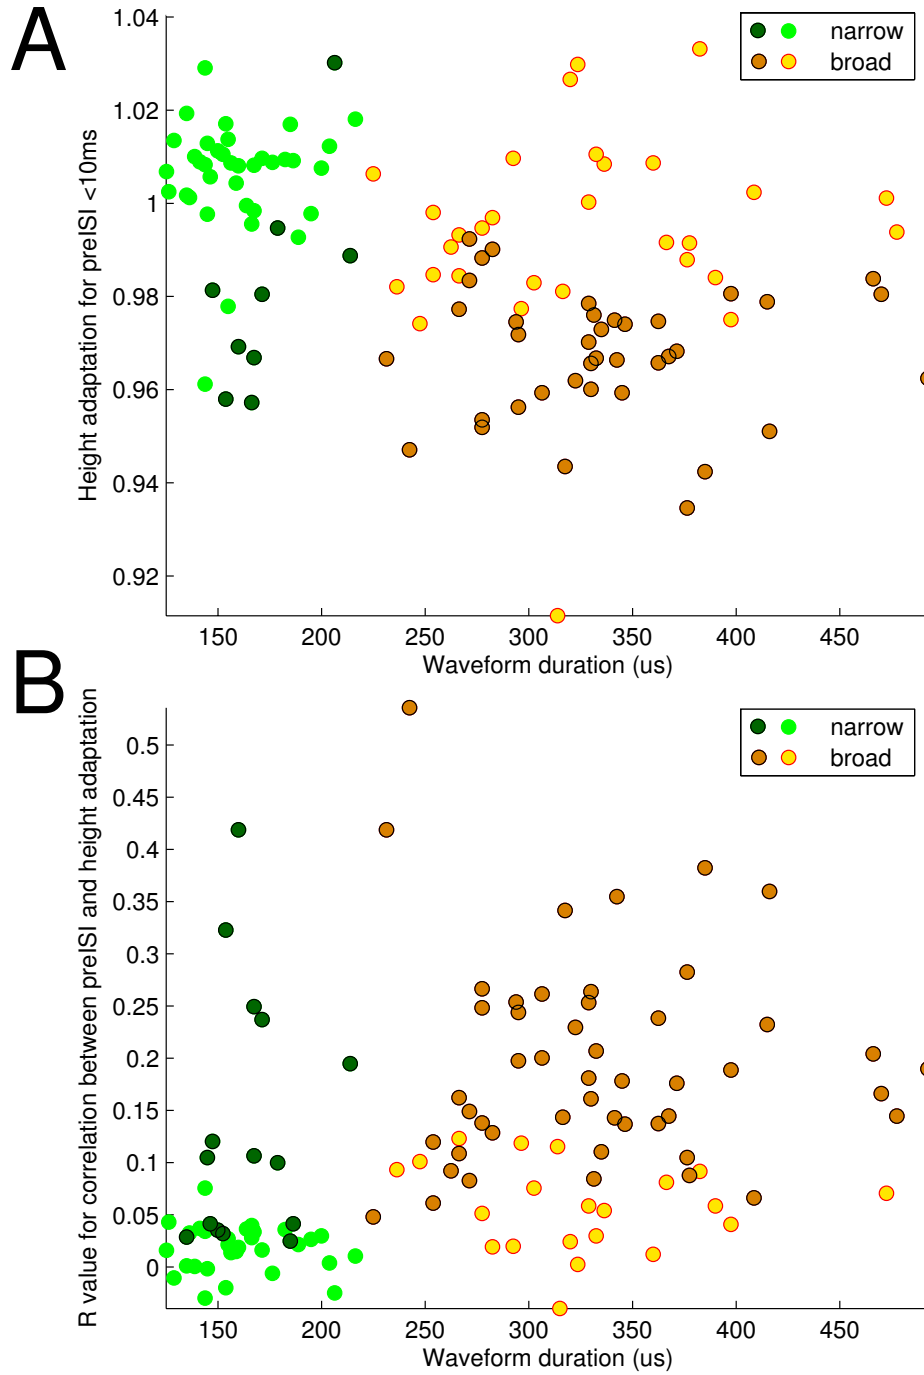 A
Height adaptation for preISI <10ms
1.04
1.02
1
0.98
0.96
0.94
0.92
narrow
broad
150 200 250 300 350 400 450
Waveform duration (us)
B
R value for correlation between preISI and height adaptation
0.5
0.45
0.4
0.35
0.3
0.25
0.2
0.15
0.1
0.05
0
narrow
broad
150 200 250 300 350 400 450
Waveform duration (us)